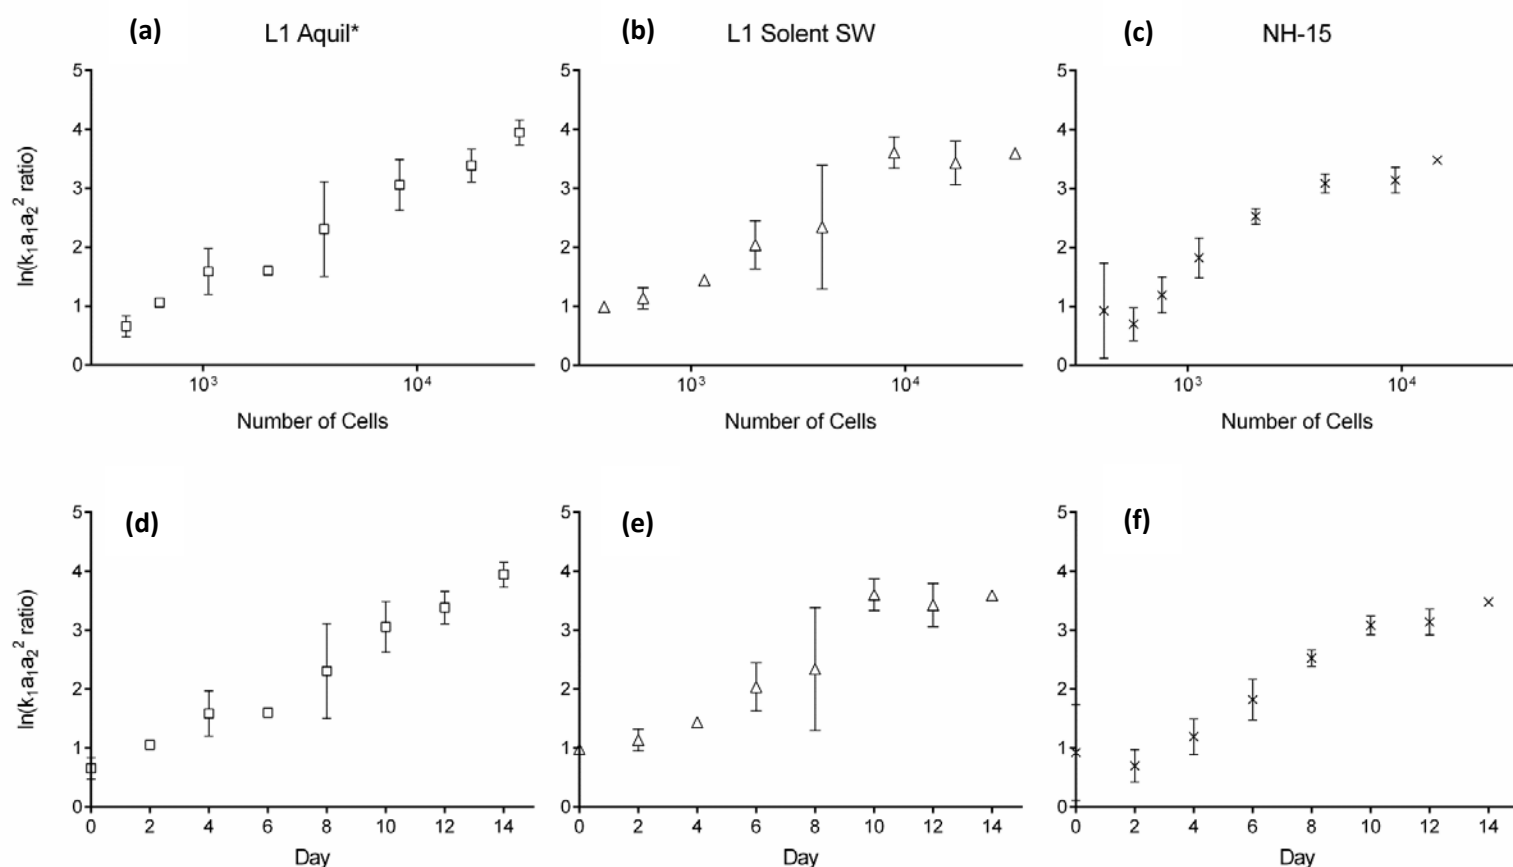 (a) L1 Aquil*
(b) L1 Solent SW
(c) NH-15
ln(k₁a₁a₂² ratio)
5
4
3
2
1
0
10³ 10⁴
Number of Cells
5
4
3
2
1
0
10³ 10⁴
Number of Cells
5
4
3
2
1
0
10³ 10⁴
Number of Cells
(d)
ln(k₁a₁a₂² ratio)
5
4
3
2
1
0
0 2 4 6 8 10 12 14
Day
(e)
5
4
3
2
1
0
0 2 4 6 8 10 12 14
Day
(f)
5
4
3
2
1
0
0 2 4 6 8 10 12 14
Day